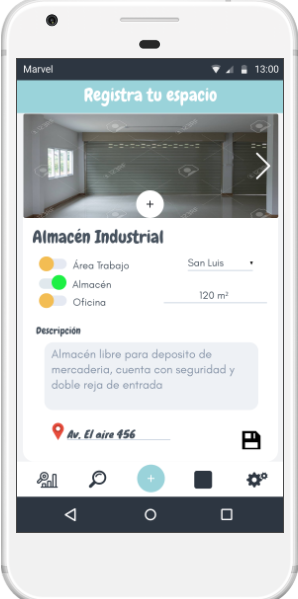 Marvel 13:00
Registra tu espacio
Almacén Industrial
Área Trabajo San Luis
Almacén
Oficina 120 m²
Descripción
Almacén libre para deposito de
mercadería, cuenta con seguridad y
doble reja de entrada
Av. El aire 456